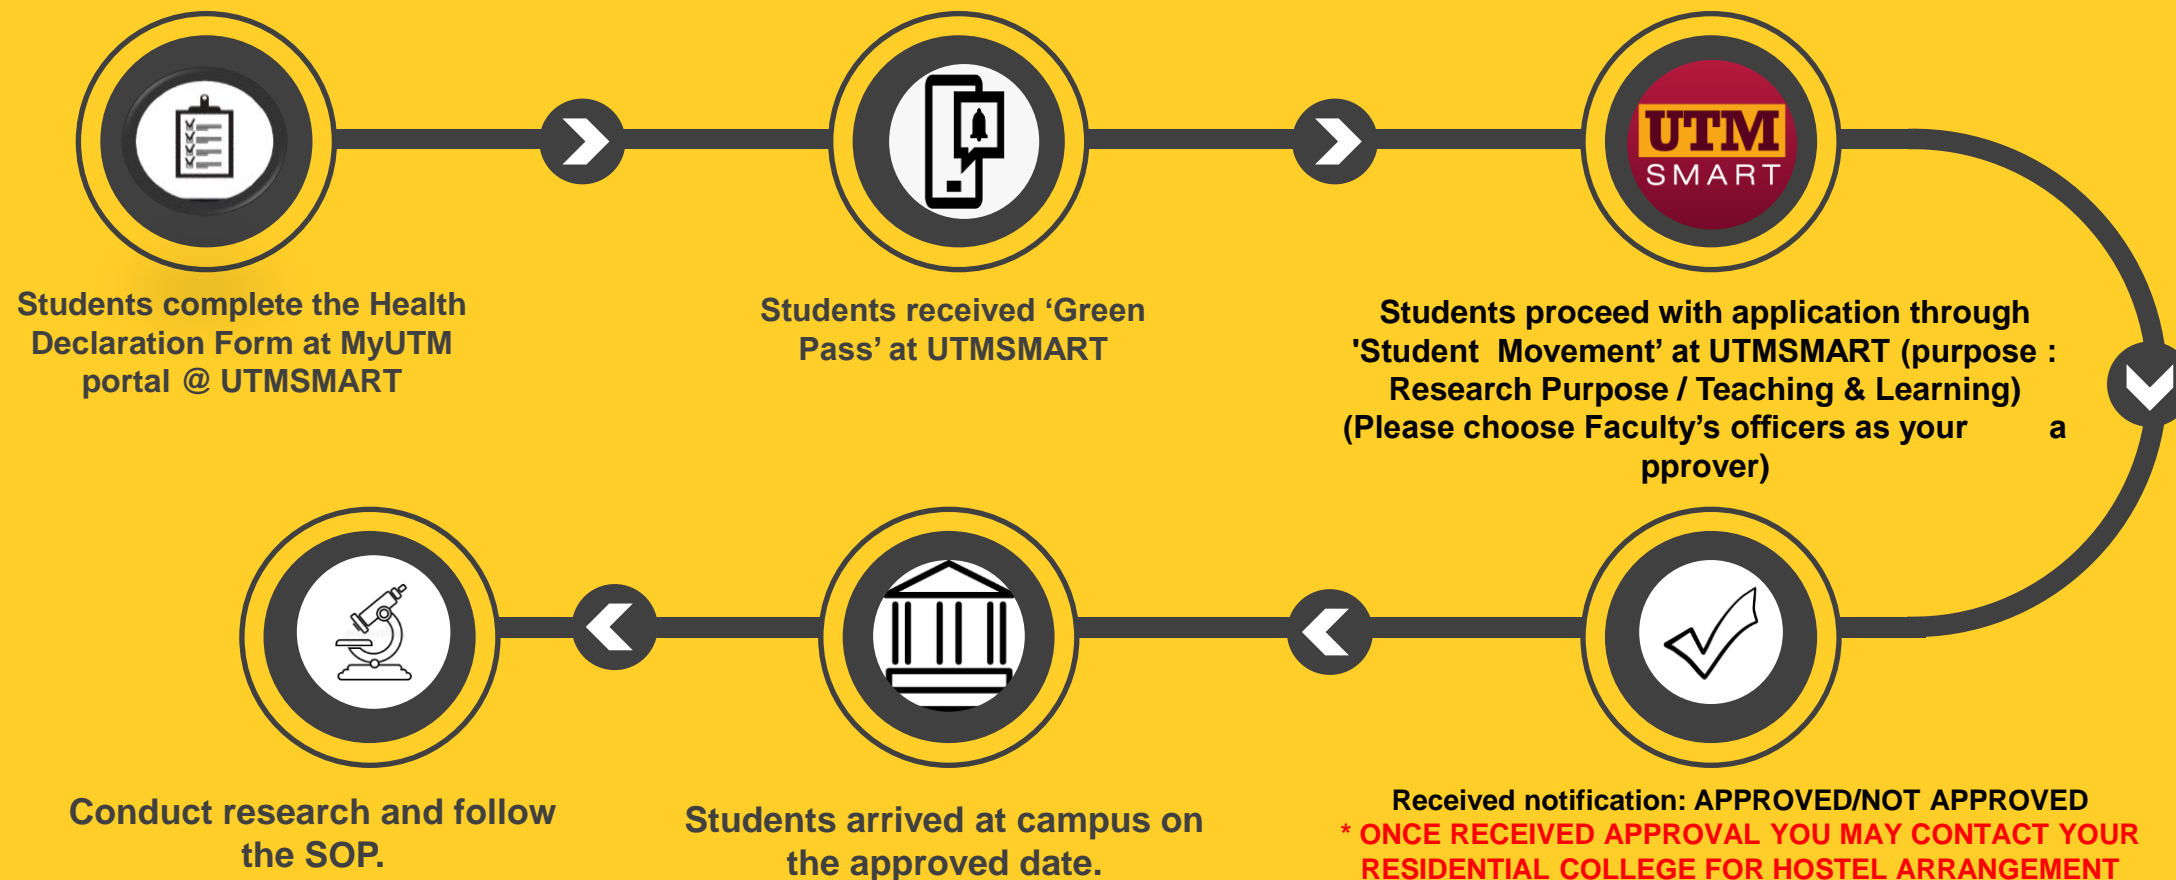 UTM
SMART
Students complete the Health
Declaration Form at MyUTM
portal @ UTMSMART
Students received ‘Green
Pass’ at UTMSMART
Students proceed with application through
'Student Movement’ at UTMSMART (purpose :
Research Purpose / Teaching & Learning)
(Please choose Faculty’s officers as your a
pprover)
Received notification: APPROVED/NOT APPROVED
* ONCE RECEIVED APPROVAL YOU MAY CONTACT YOUR
RESIDENTIAL COLLEGE FOR HOSTEL ARRANGEMENT
Students arrived at campus on
the approved date.
Conduct research and follow
the SOP.